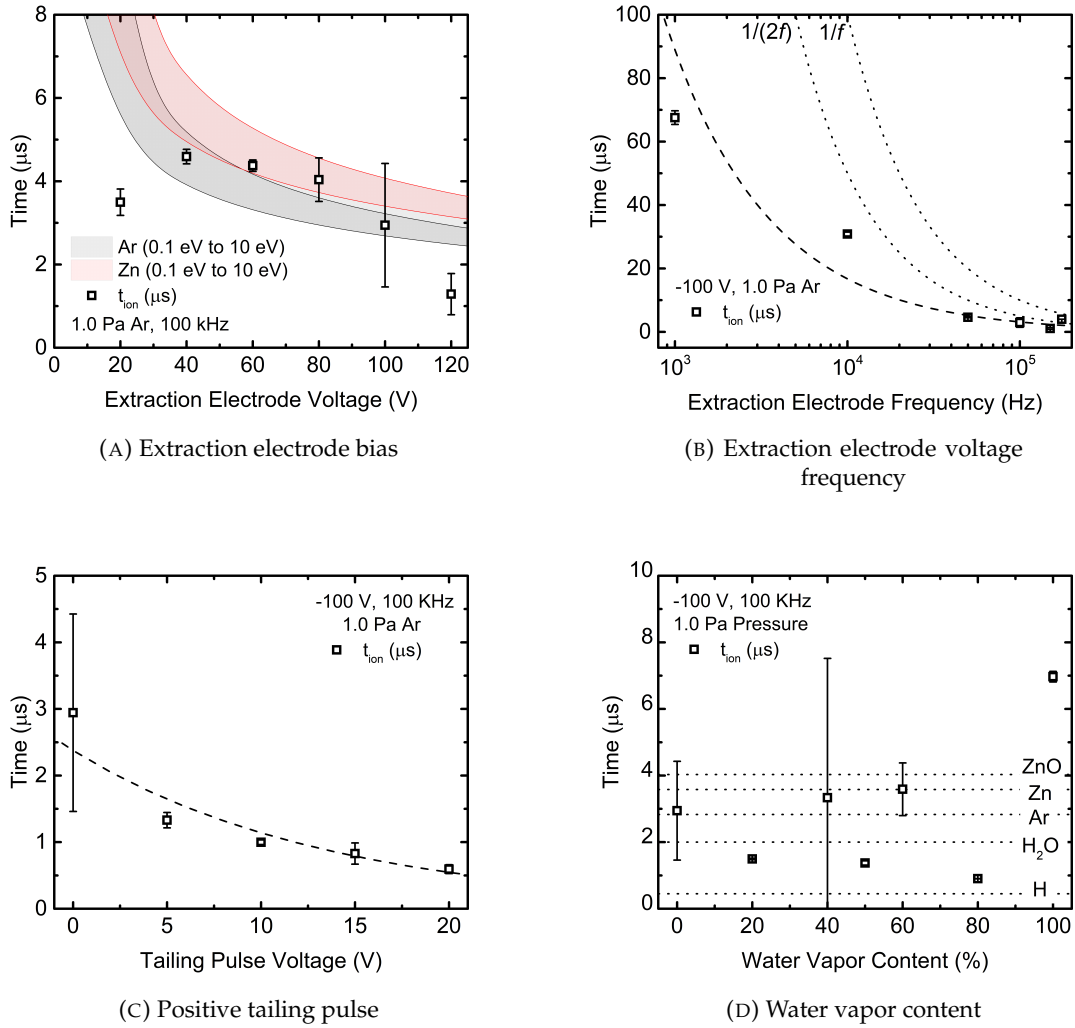 8
6
4
2
0
Time (μs)
Ar (0.1 eV to 10 eV)
Zn (0.1 eV to 10 eV)
t_ion (μs)
1.0 Pa Ar, 100 kHz
20 40 60 80 100 120
Extraction Electrode Voltage (V)
(A) Extraction electrode bias
100
80
60
40
20
0
Time (μs)
1/(2f) 1/f
-100 V, 1.0 Pa Ar
t_ion (μs)
10^3 10^4 10^5
Extraction Electrode Frequency (Hz)
(B) Extraction electrode voltage
frequency
5
4
3
2
1
0
Time (μs)
-100 V, 100 KHz
1.0 Pa Ar
t_ion (μs)
0 5 10 15 20
Tailing Pulse Voltage (V)
(C) Positive tailing pulse
10
8
6
4
2
0
Time (μs)
-100 V, 100 KHz
1.0 Pa Pressure
t_ion (μs)
ZnO
Zn
Ar
H₂O
H
0 20 40 60 80 100
Water Vapor Content (%)
(D) Water vapor content